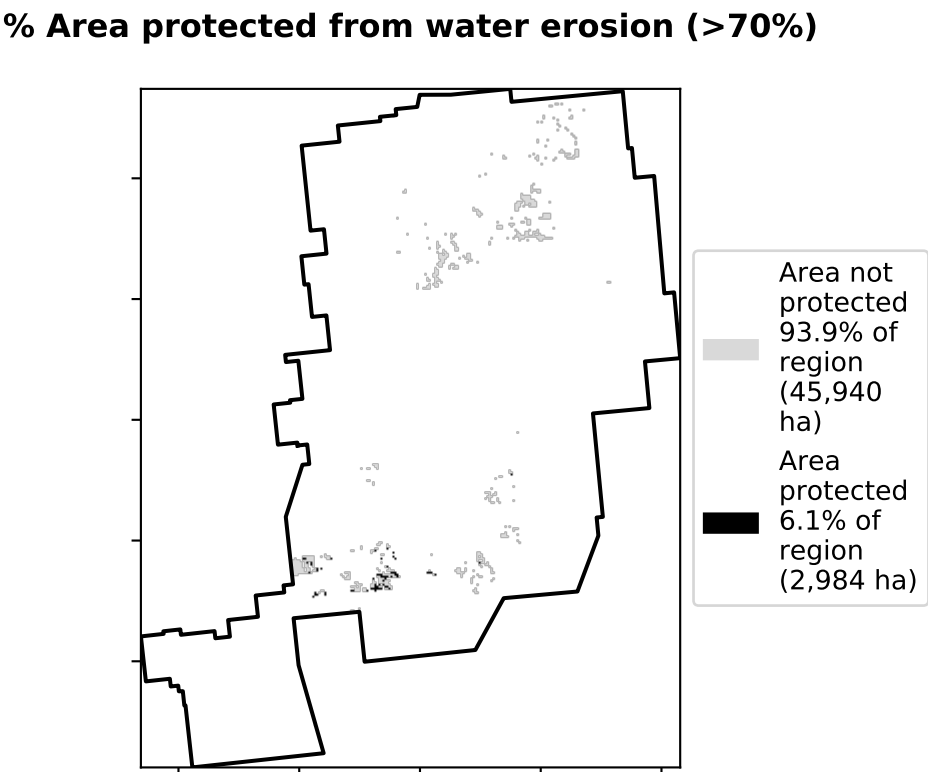 % Area protected from water erosion (>70%)
Area not
protected
93.9% of
region
(45,940
ha)
Area
protected
6.1% of
region
(2,984 ha)